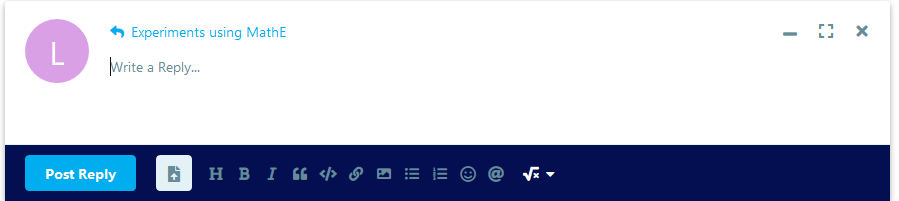 L
Experiments using MathE
Write a Reply...
Post Reply
H B I @ √x